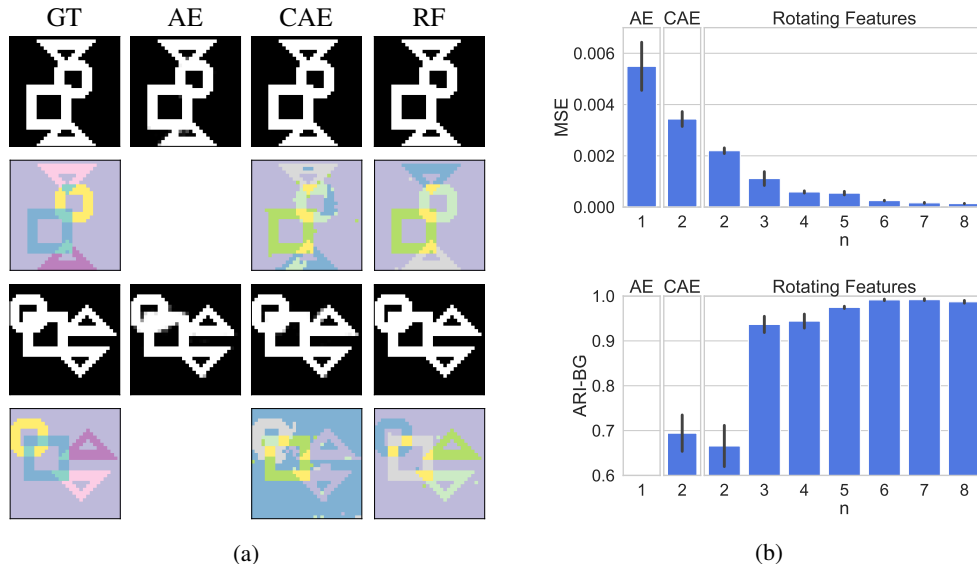 GT AE CAE RF
(a)
AE CAE Rotating Features
MSE
0.006
0.004
0.002
0.000
1 2 2 3 4 5 6 7 8
n
AE CAE Rotating Features
ARI-BG
1.0
0.9
0.8
0.7
0.6
1 2 2 3 4 5 6 7 8
n
(b)